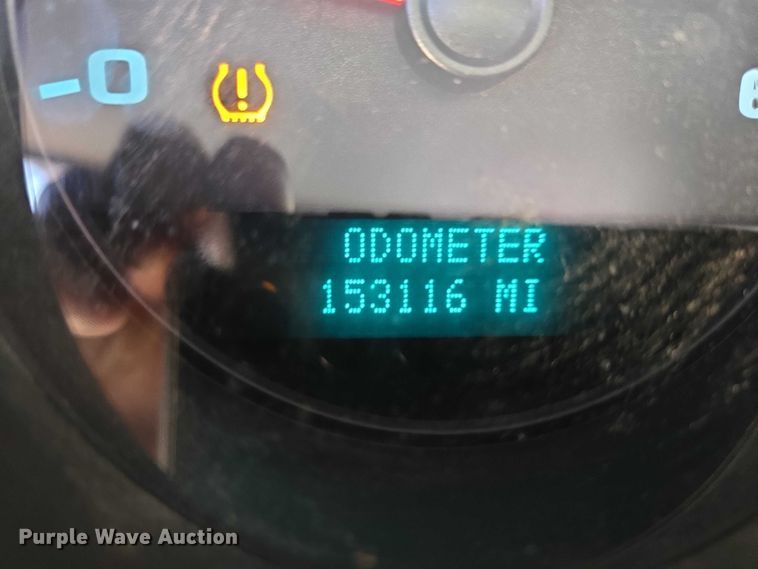 -0
ODOMETER
153116 MI
Purple Wave Auction